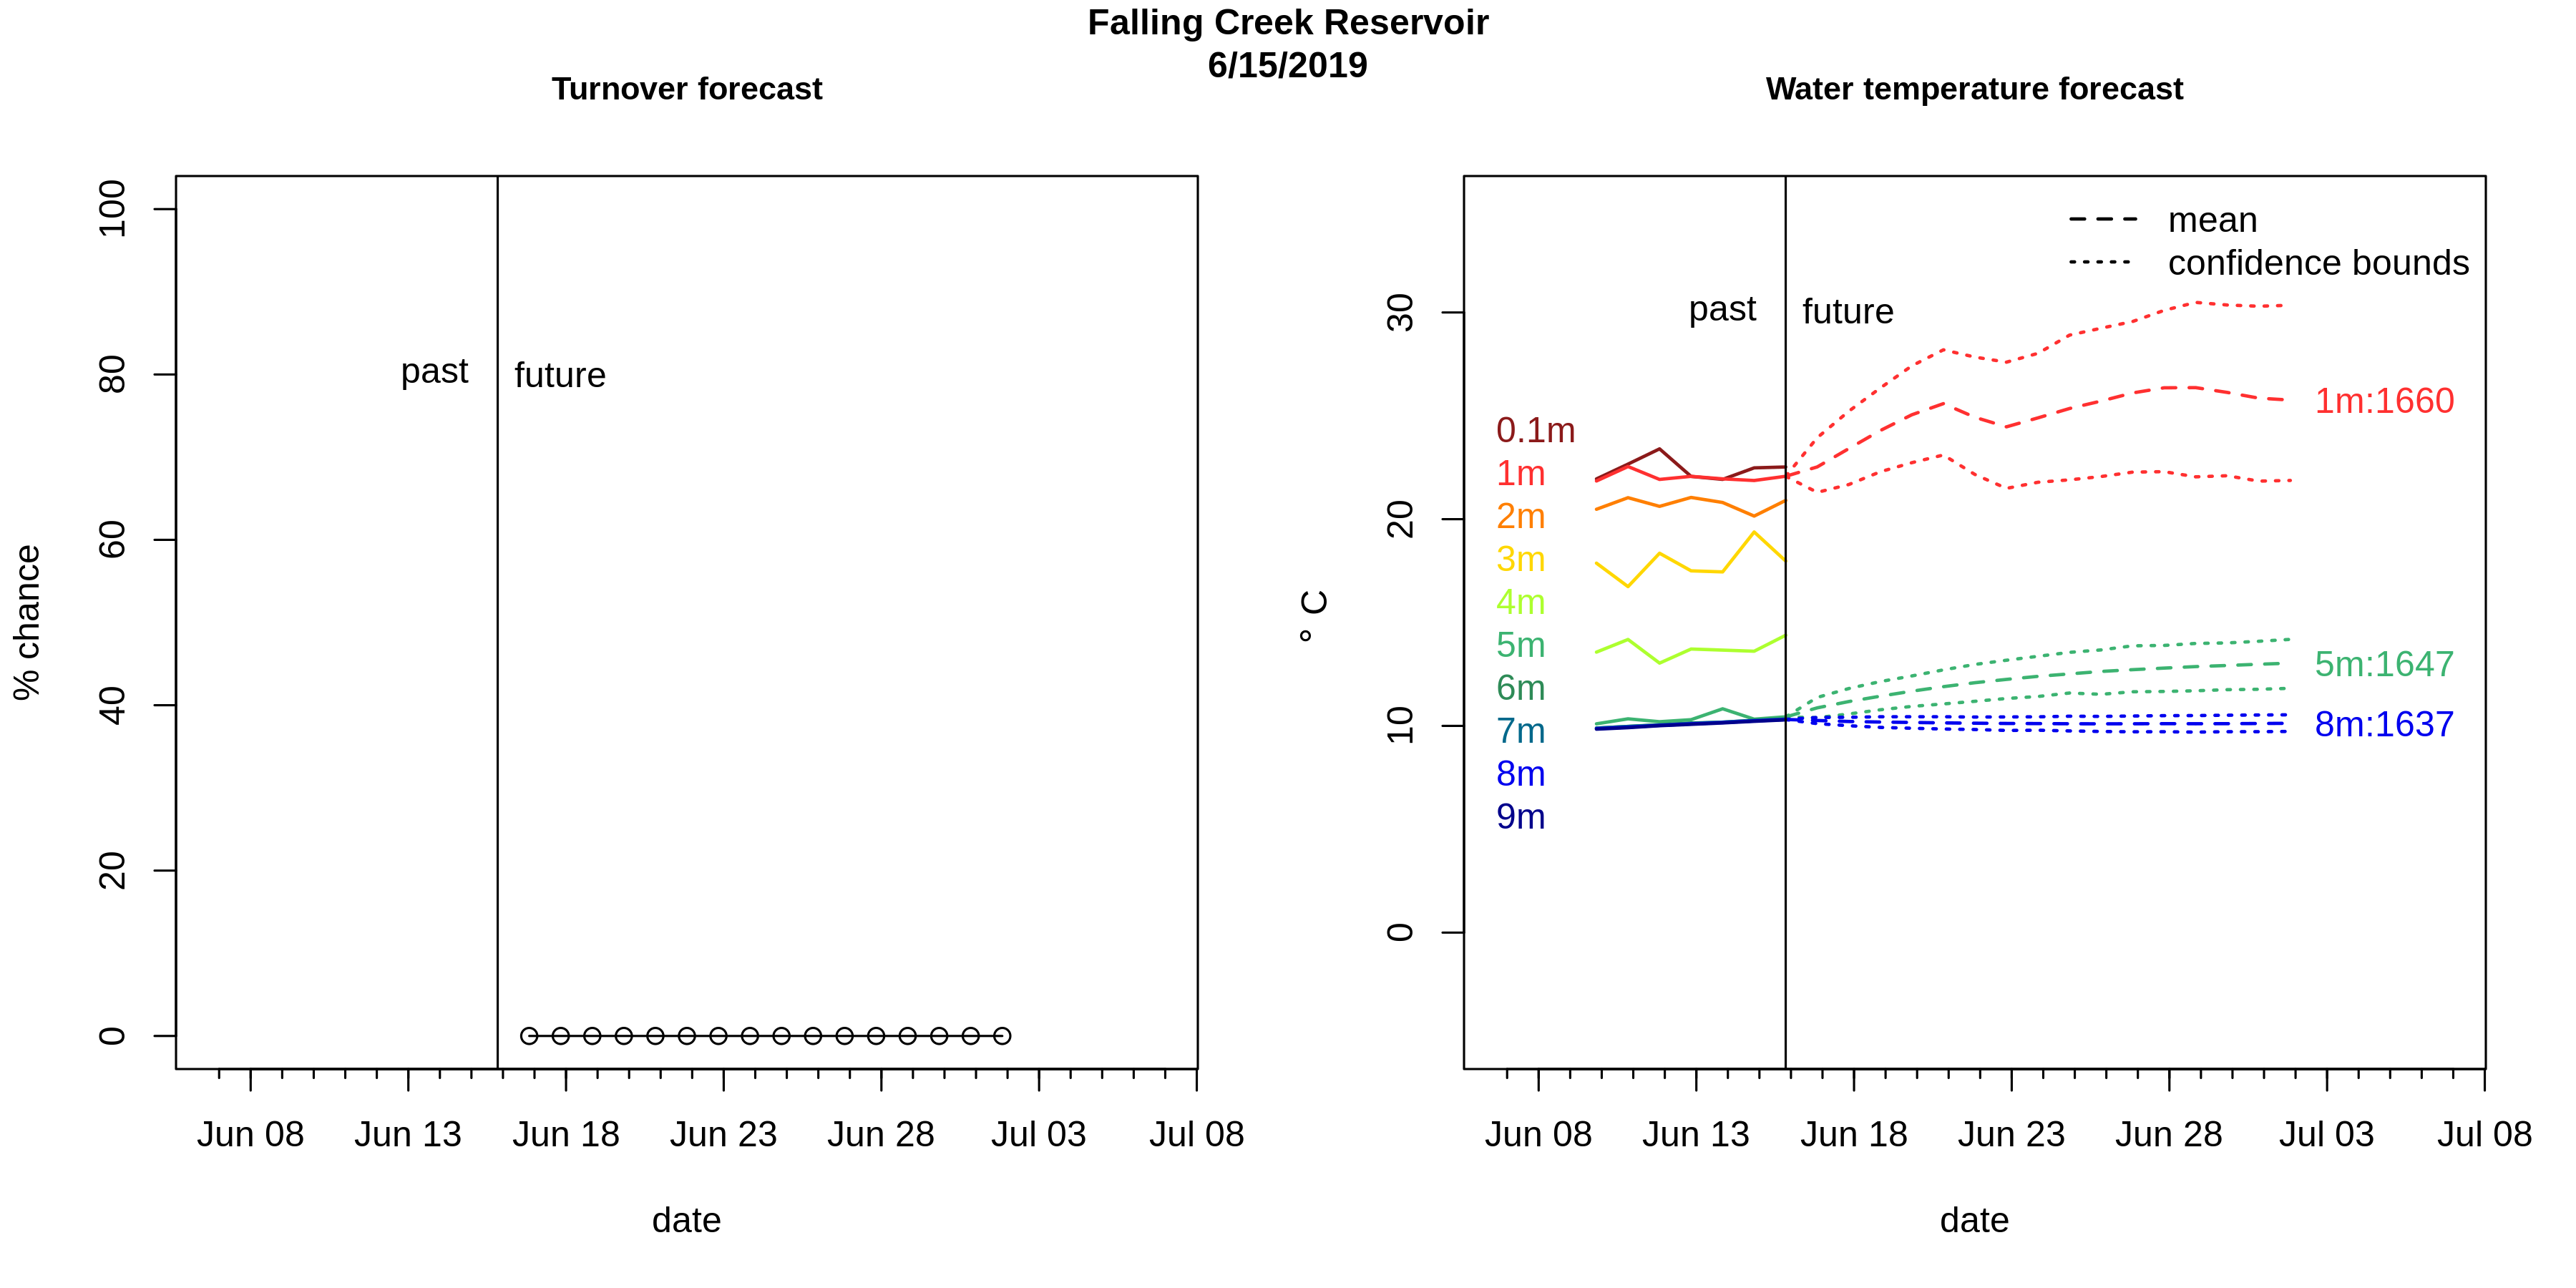 Falling Creek Reservoir
6/15/2019
Turnover forecast
% chance
100
80
60
40
20
0
past
future
Jun 08
Jun 13
Jun 18
Jun 23
Jun 28
Jul 03
Jul 08
date
Water temperature forecast
° C
30
20
10
0
mean
confidence bounds
past
future
0.1m
1m
2m
3m
4m
5m
6m
7m
8m
9m
1m:1660
5m:1647
8m:1637
Jun 08
Jun 13
Jun 18
Jun 23
Jun 28
Jul 03
Jul 08
date